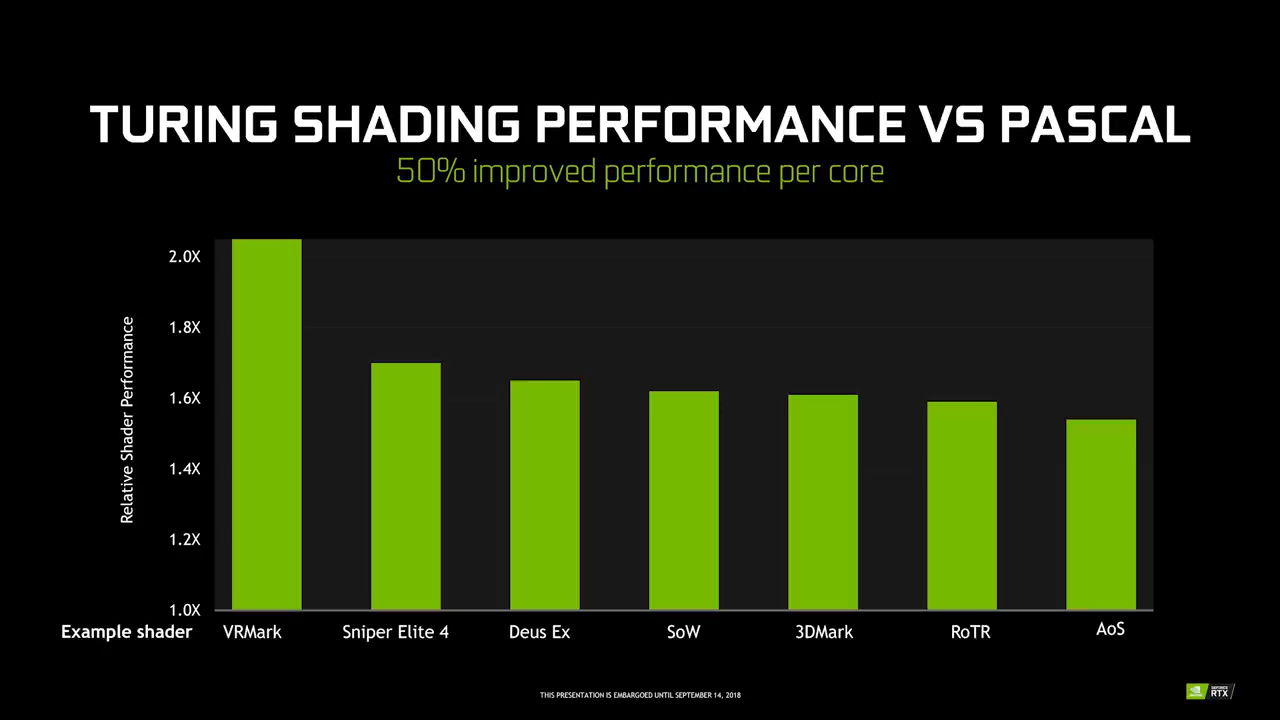 TURING SHADING PERFORMANCE VS PASCAL
50% improved performance per core
Relative Shader Performance
2.0X
1.8X
1.6X
1.4X
1.2X
1.0X
Example shader VRMark Sniper Elite 4 Deus Ex SoW 3DMark RoTR AoS
THIS PRESENTATION IS EMBARGOED UNTIL SEPTEMBER 14, 2018
GEFORCE
RTX